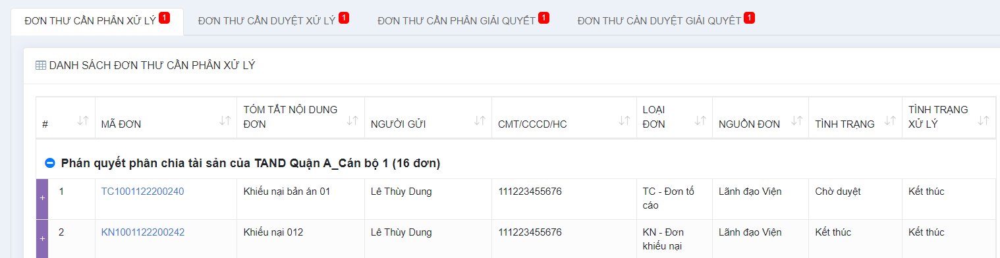 ĐƠN THƯ CẦN PHÂN XỬ LÝ 1
ĐƠN THƯ CẦN DUYỆT XỬ LÝ 1
ĐƠN THƯ CẦN PHÂN GIẢI QUYẾT 1
ĐƠN THƯ CẦN DUYỆT GIẢI QUYẾT 1
DANH SÁCH ĐƠN THƯ CẦN PHÂN XỬ LÝ
#
MÃ ĐƠN
TÓM TẮT NỘI DUNG
ĐƠN
NGƯỜI GỬI
CMT/CCCD/HC
LOẠI
ĐƠN
NGUỒN ĐƠN
TÌNH TRẠNG
TÌNH TRẠNG
XỬ LÝ
Phán quyết phân chia tài sản của TAND Quận A_Cán bộ 1 (16 đơn)
+
1
TC1001122200240
Khiếu nại bản án 01
Lê Thùy Dung
111223455676
TC - Đơn tố
cáo
Lãnh đạo Viện
Chờ duyệt
Kết thúc
+
2
KN1001122200242
Khiếu nại 012
Lê Thùy Dung
111223455676
KN - Đơn
khiếu nại
Lãnh đạo Viện
Kết thúc
Kết thúc